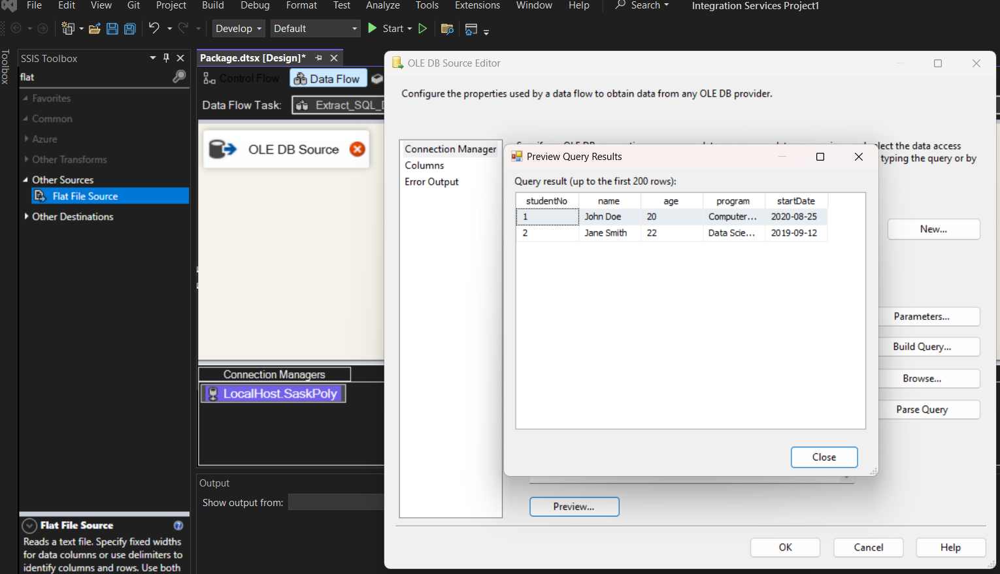 File Edit View Git Project Build Debug Format Test Analyze Tools Extensions Window Help Search Integration Services Project1
Develop Default Start
Toolbox
SSIS Toolbox
flat
Favorites
Common
Azure
Other Transforms
Other Sources
Flat File Source
Other Destinations
Flat File Source
Reads a text file. Specify fixed widths
for data columns or use delimiters to
identify columns and rows. Use both
Package.dtsx [Design]*
Control Flow Data Flow
Data Flow Task: Extract_SQL_
OLE DB Source
Connection Managers
LocalHost.SaskPoly
Output
Show output from:
OLE DB Source Editor
Configure the properties used by a data flow to obtain data from any OLE DB provider.
Connection Manager
Columns
Error Output
lect the data access
typing the query or by
New...
Parameters...
Build Query...
Browse...
Parse Query
Preview Query Results
Query result (up to the first 200 rows):
studentNo name age program startDate
1 John Doe 20 Computer... 2020-08-25
2 Jane Smith 22 Data Scie... 2019-09-12
Close
Preview...
OK Cancel Help